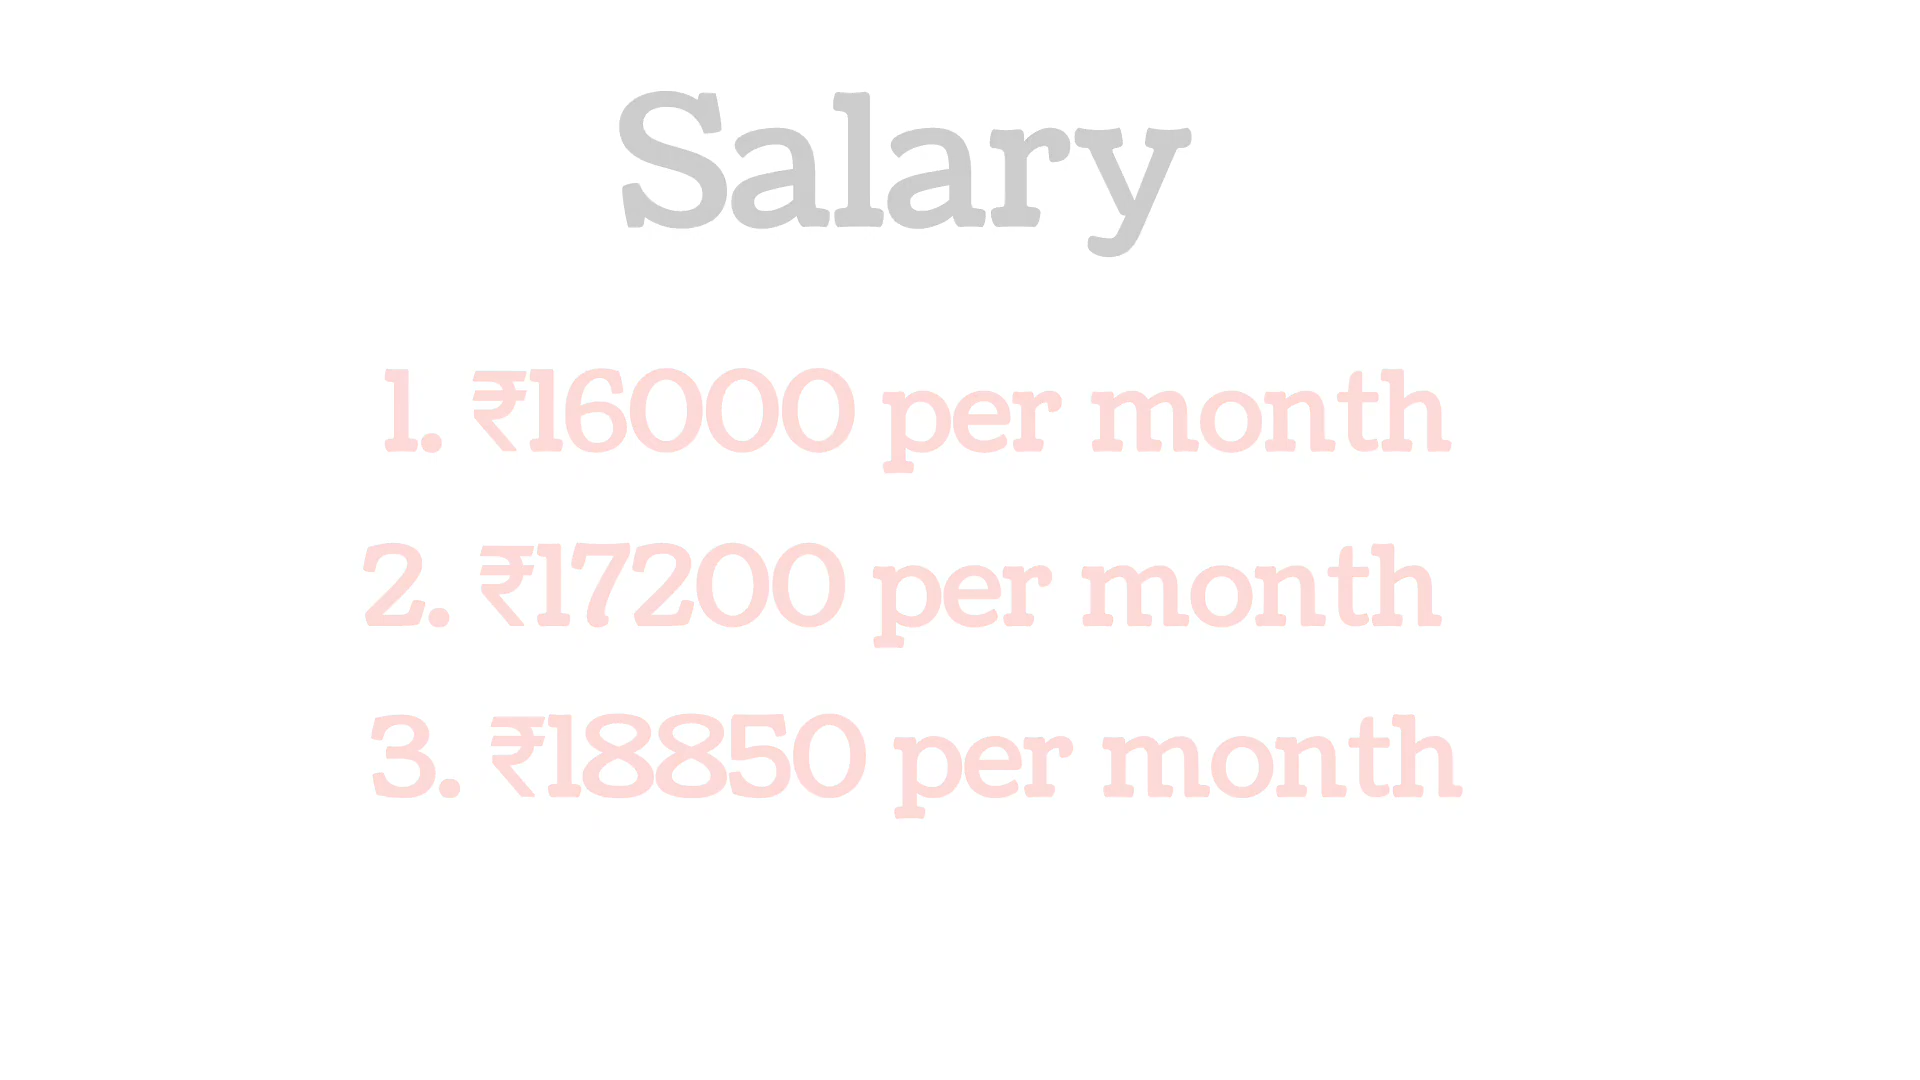 Salary
1. ₹16000 per month
2. ₹17200 per month
3. ₹18850 per month